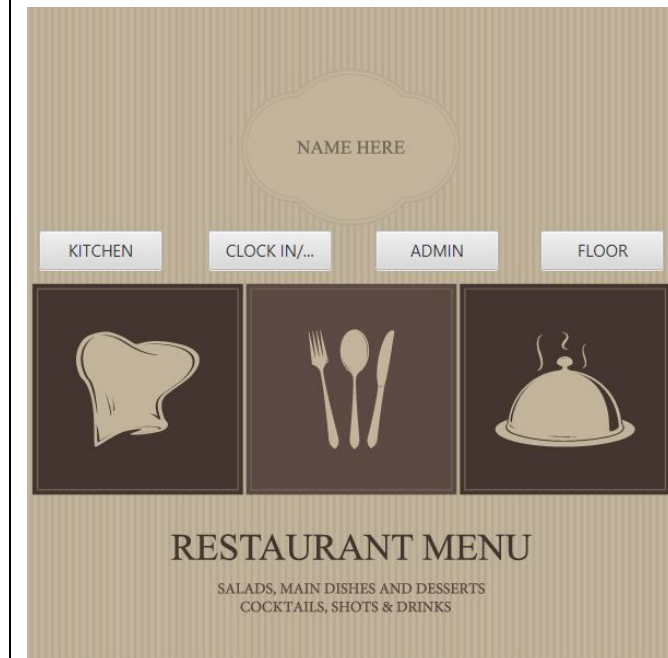 NAME HERE
KITCHEN CLOCK IN/... ADMIN FLOOR
RESTAURANT MENU
SALADS, MAIN DISHES AND DESSERTS
COCKTAILS, SHOTS & DRINKS